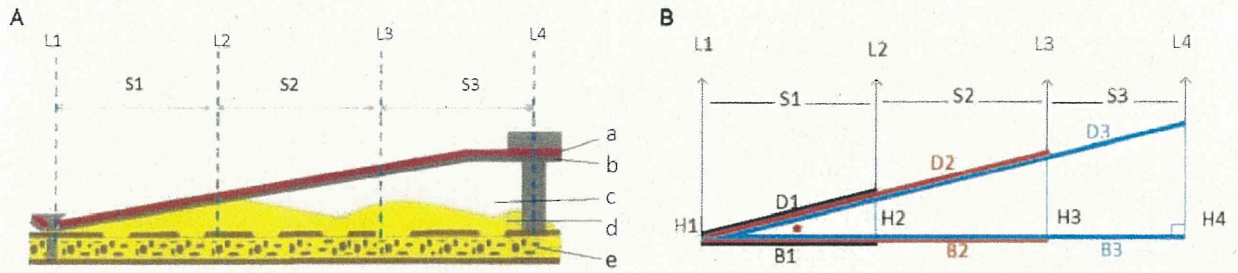 A
L1 L2 L3 L4
S1 S2 S3
a
b
c
d
e
B
L1 L2 L3 L4
S1 S2 S3
D3
D2
D1
H1 H2 H3 H4
B1 B2 B3